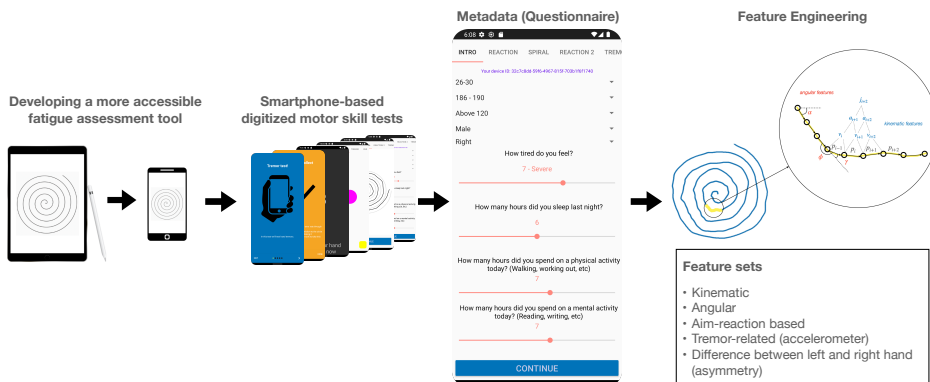 Metadata (Questionnaire)
Feature Engineering
Developing a more accessible
fatigue assessment tool
Smartphone-based
digitized motor skill tests
6:08
INTRO REACTION SPIRAL REACTION 2 TREM
26-30
186 - 190
Above 120
Male
Right
How tired do you feel?
7 - Severe
How many hours did you sleep last night?
6
How many hours did you spend on a physical activity
today? (Walking, working out, etc)
7
How many hours did you spend on a mental activity
today? (Reading, writing, etc)
7
CONTINUE
Tremor test!
angular features
kinematic features
Feature sets
• Kinematic
• Angular
• Aim-reaction based
• Tremor-related (accelerometer)
• Difference between left and right hand
(asymmetry)